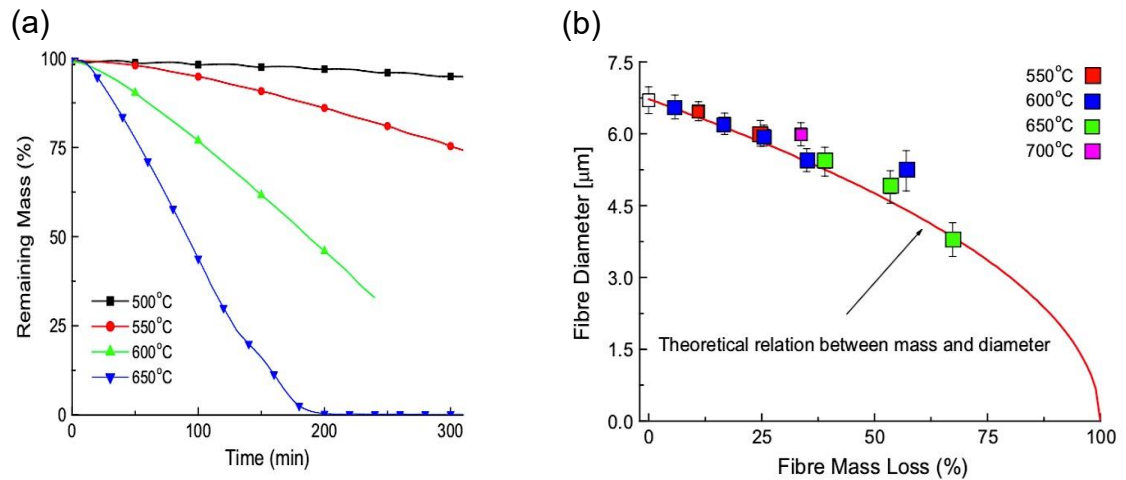 (a)
100
75
50
25
0
Remaining Mass (%)
500°C
550°C
600°C
650°C
0
100
200
300
Time (min)
(b)
7.5
6.0
4.5
3.0
1.5
0.0
Fibre Diameter [μm]
550°C
600°C
650°C
700°C
Theoretical relation between mass and diameter
0
25
50
75
100
Fibre Mass Loss (%)